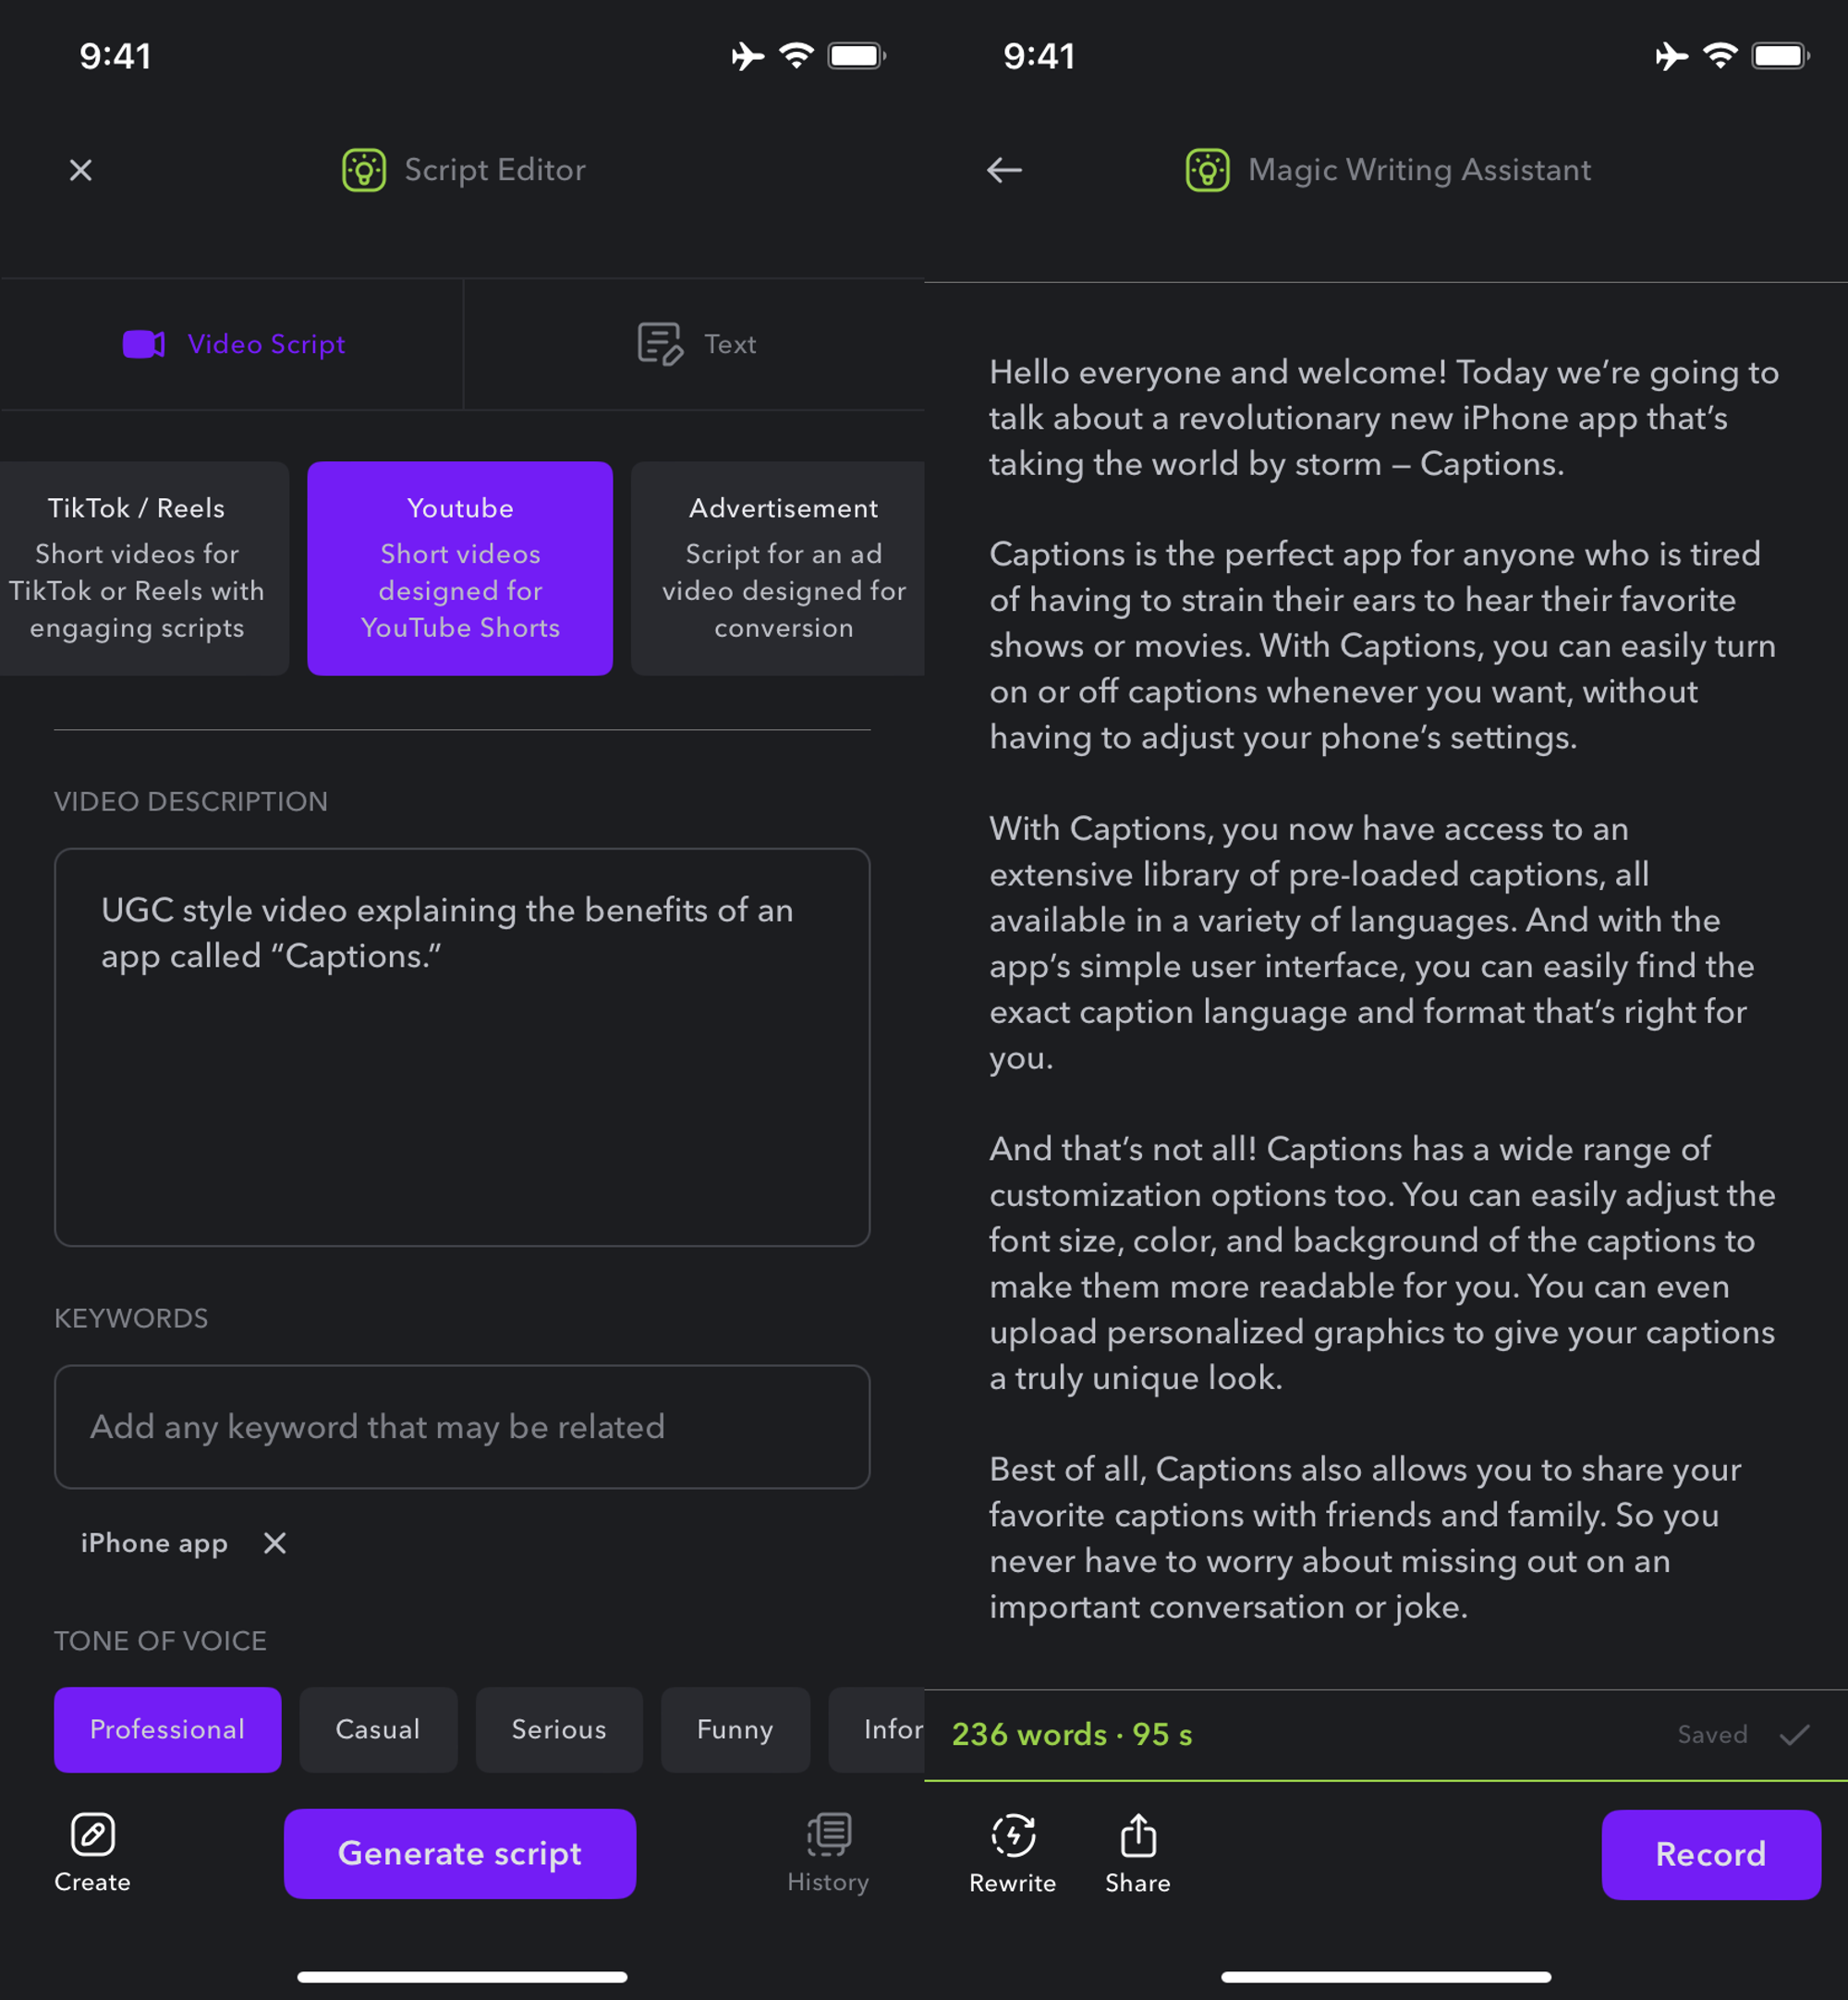 9:41
Script Editor
Video Script
Text
TikTok / Reels
Short videos for
TikTok or Reels with
engaging scripts
Youtube
Short videos
designed for
YouTube Shorts
Advertisement
Script for an ad
video designed for
conversion
VIDEO DESCRIPTION
UGC style video explaining the benefits of an
app called “Captions.”
KEYWORDS
Add any keyword that may be related
iPhone app
TONE OF VOICE
Professional
Casual
Serious
Funny
Infor
Create
Generate script
History
9:41
Magic Writing Assistant
Hello everyone and welcome! Today we’re going to
talk about a revolutionary new iPhone app that’s
taking the world by storm – Captions.
Captions is the perfect app for anyone who is tired
of having to strain their ears to hear their favorite
shows or movies. With Captions, you can easily turn
on or off captions whenever you want, without
having to adjust your phone’s settings.
With Captions, you now have access to an
extensive library of pre-loaded captions, all
available in a variety of languages. And with the
app’s simple user interface, you can easily find the
exact caption language and format that’s right for
you.
And that’s not all! Captions has a wide range of
customization options too. You can easily adjust the
font size, color, and background of the captions to
make them more readable for you. You can even
upload personalized graphics to give your captions
a truly unique look.
Best of all, Captions also allows you to share your
favorite captions with friends and family. So you
never have to worry about missing out on an
important conversation or joke.
236 words · 95 s
Saved
Rewrite
Share
Record